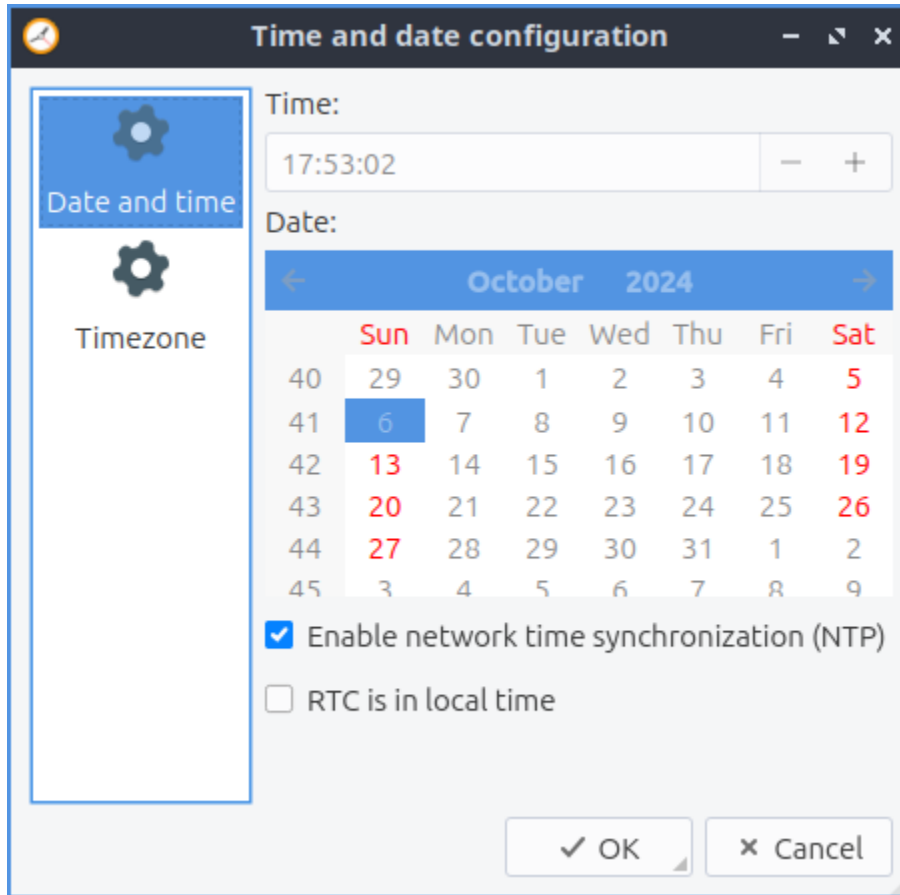 Time and date configuration
Date and time
Timezone
Time:
17:53:02
Date:
October 2024
Sun Mon Tue Wed Thu Fri Sat
40 29 30 1 2 3 4 5
41 6 7 8 9 10 11 12
42 13 14 15 16 17 18 19
43 20 21 22 23 24 25 26
44 27 28 29 30 31 1 2
45 3 4 5 6 7 8 9
Enable network time synchronization (NTP)
RTC is in local time
OK Cancel